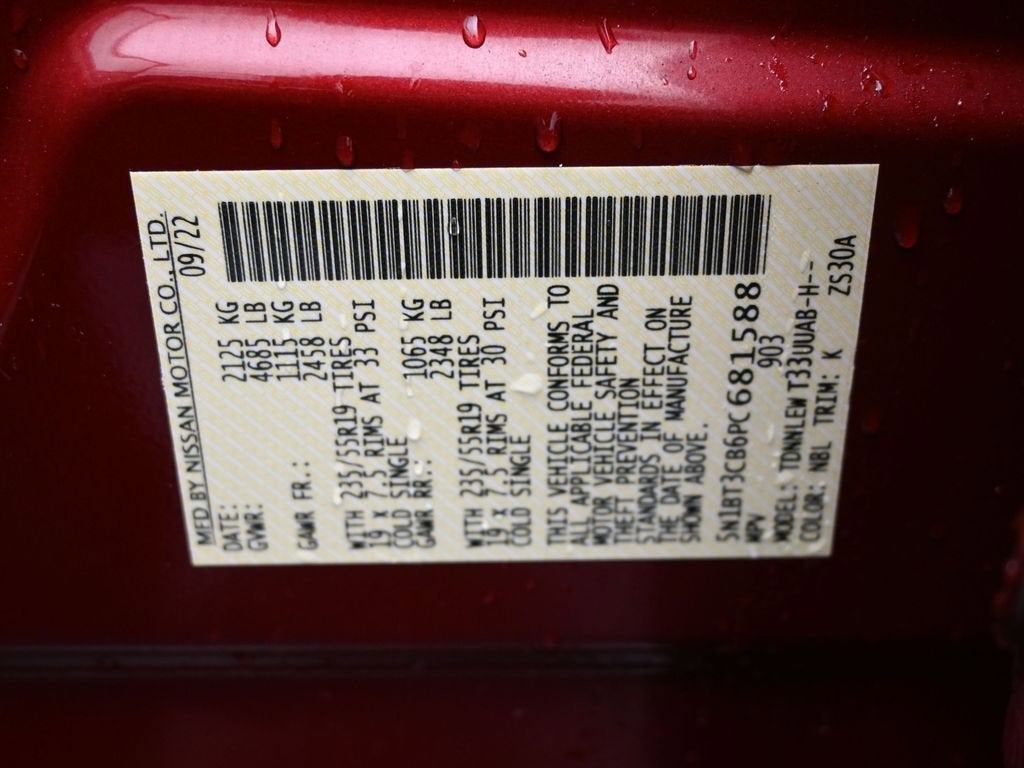 MFD BY NISSAN MOTOR CO., LTD.
DATE: 09/22
GVWR: 2125 KG
4685 LB
GAWR FR.: 1115 KG
2458 LB
WITH 235/55R19 TIRES
19 x 7.5 RIMS AT 33 PSI
COLD SINGLE
GAWR RR.: 1065 KG
2348 LB
WITH 235/55R19 TIRES
19 x 7.5 RIMS AT 30 PSI
COLD SINGLE
THIS VEHICLE CONFORMS TO
ALL APPLICABLE FEDERAL
MOTOR VEHICLE SAFETY AND
THEFT PREVENTION
STANDARDS IN EFFECT ON
THE DATE OF MANUFACTURE
SHOWN ABOVE.
5N1BT3CB6PC681588
MPV 903
MODEL: TDNNLEW T33UUAB-H--
COLOR: NBL TRIM: K ZS30A